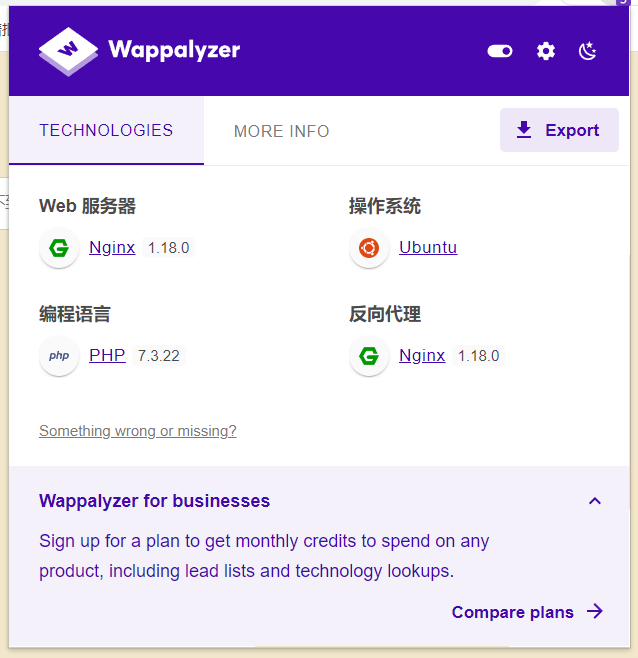 Wappalyzer
TECHNOLOGIES
MORE INFO
Export
Web 服务器
操作系统
Nginx 1.18.0
Ubuntu
编程语言
反向代理
php PHP 7.3.22
Nginx 1.18.0
Something wrong or missing?
Wappalyzer for businesses
Sign up for a plan to get monthly credits to spend on any
product, including lead lists and technology lookups.
Compare plans